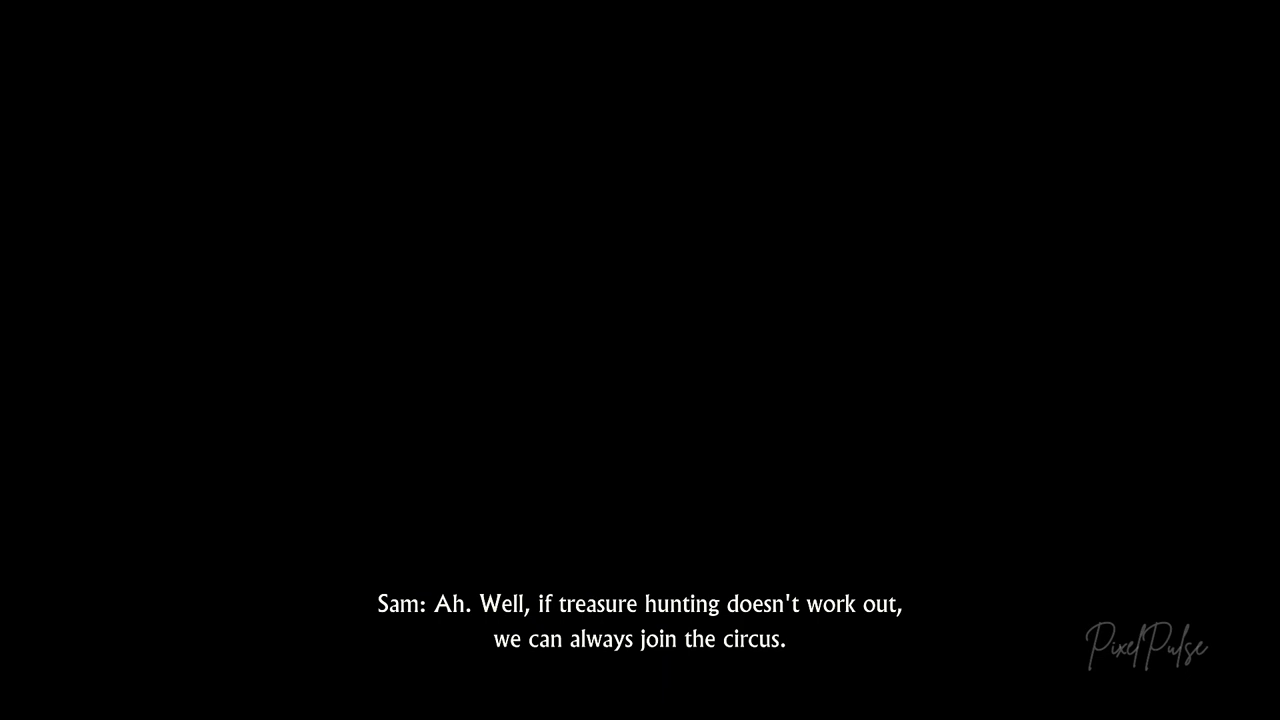 Sam: Ah. Well, if treasure hunting doesn't work out,
we can always join the circus.
PixelPulse